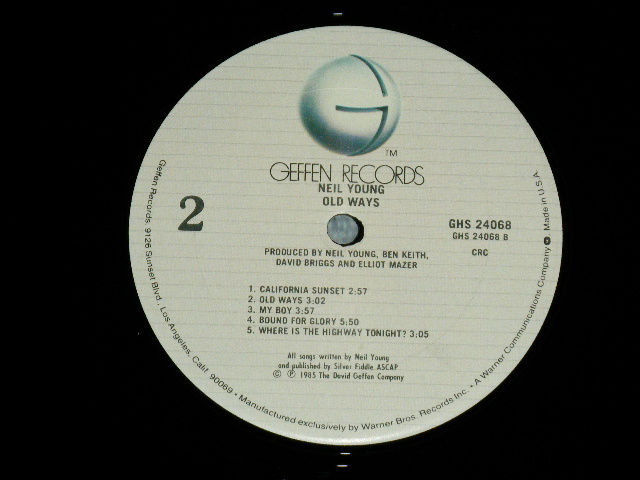 G
TM
GEFFEN RECORDS
NEIL YOUNG
OLD WAYS
2
GHS 24068
GHS 24068 B
CRC
PRODUCED BY NEIL YOUNG, BEN KEITH,
DAVID BRIGGS AND ELLIOT MAZER
1. CALIFORNIA SUNSET 2:57
2. OLD WAYS 3:02
3. MY BOY 3:57
4. BOUND FOR GLORY 5:50
5. WHERE IS THE HIGHWAY TONIGHT? 3:05
All songs written by Neil Young
and published by Silver Fiddle ASCAP
© ℗ 1985 The David Geffen Company
Geffen Records, 9126 Sunset Blvd., Los Angeles, Calif. 90069 • Manufactured exclusively by Warner Bros. Records Inc. • A Warner Communications Company Made in U.S.A.